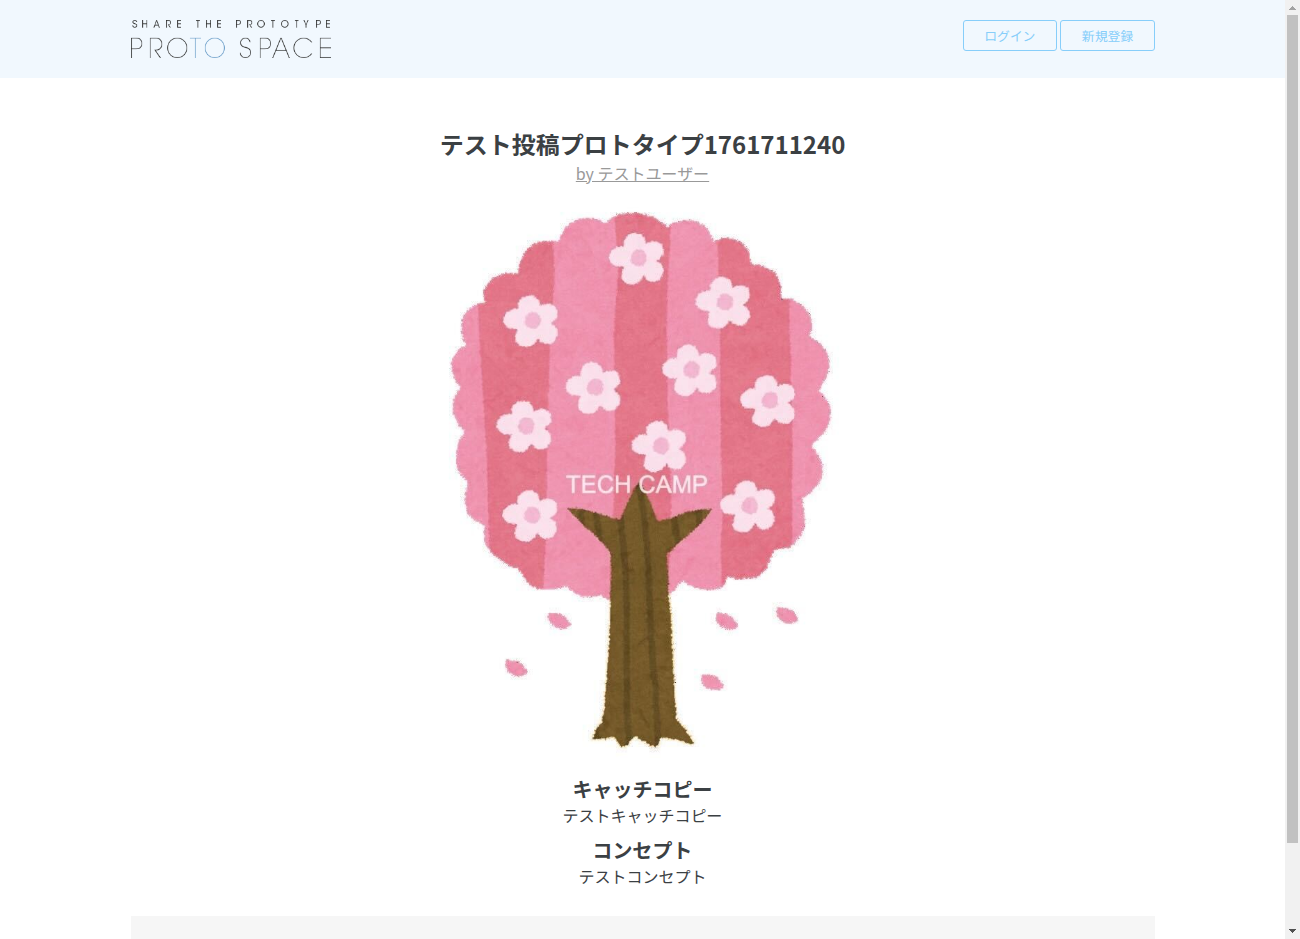 SHARE THE PROTOTYPE
PROTO SPACE
ログイン
新規登録
テスト投稿プロトタイプ1761711240
by テストユーザー
TECH CAMP
キャッチコピー
テストキャッチコピー
コンセプト
テストコンセプト